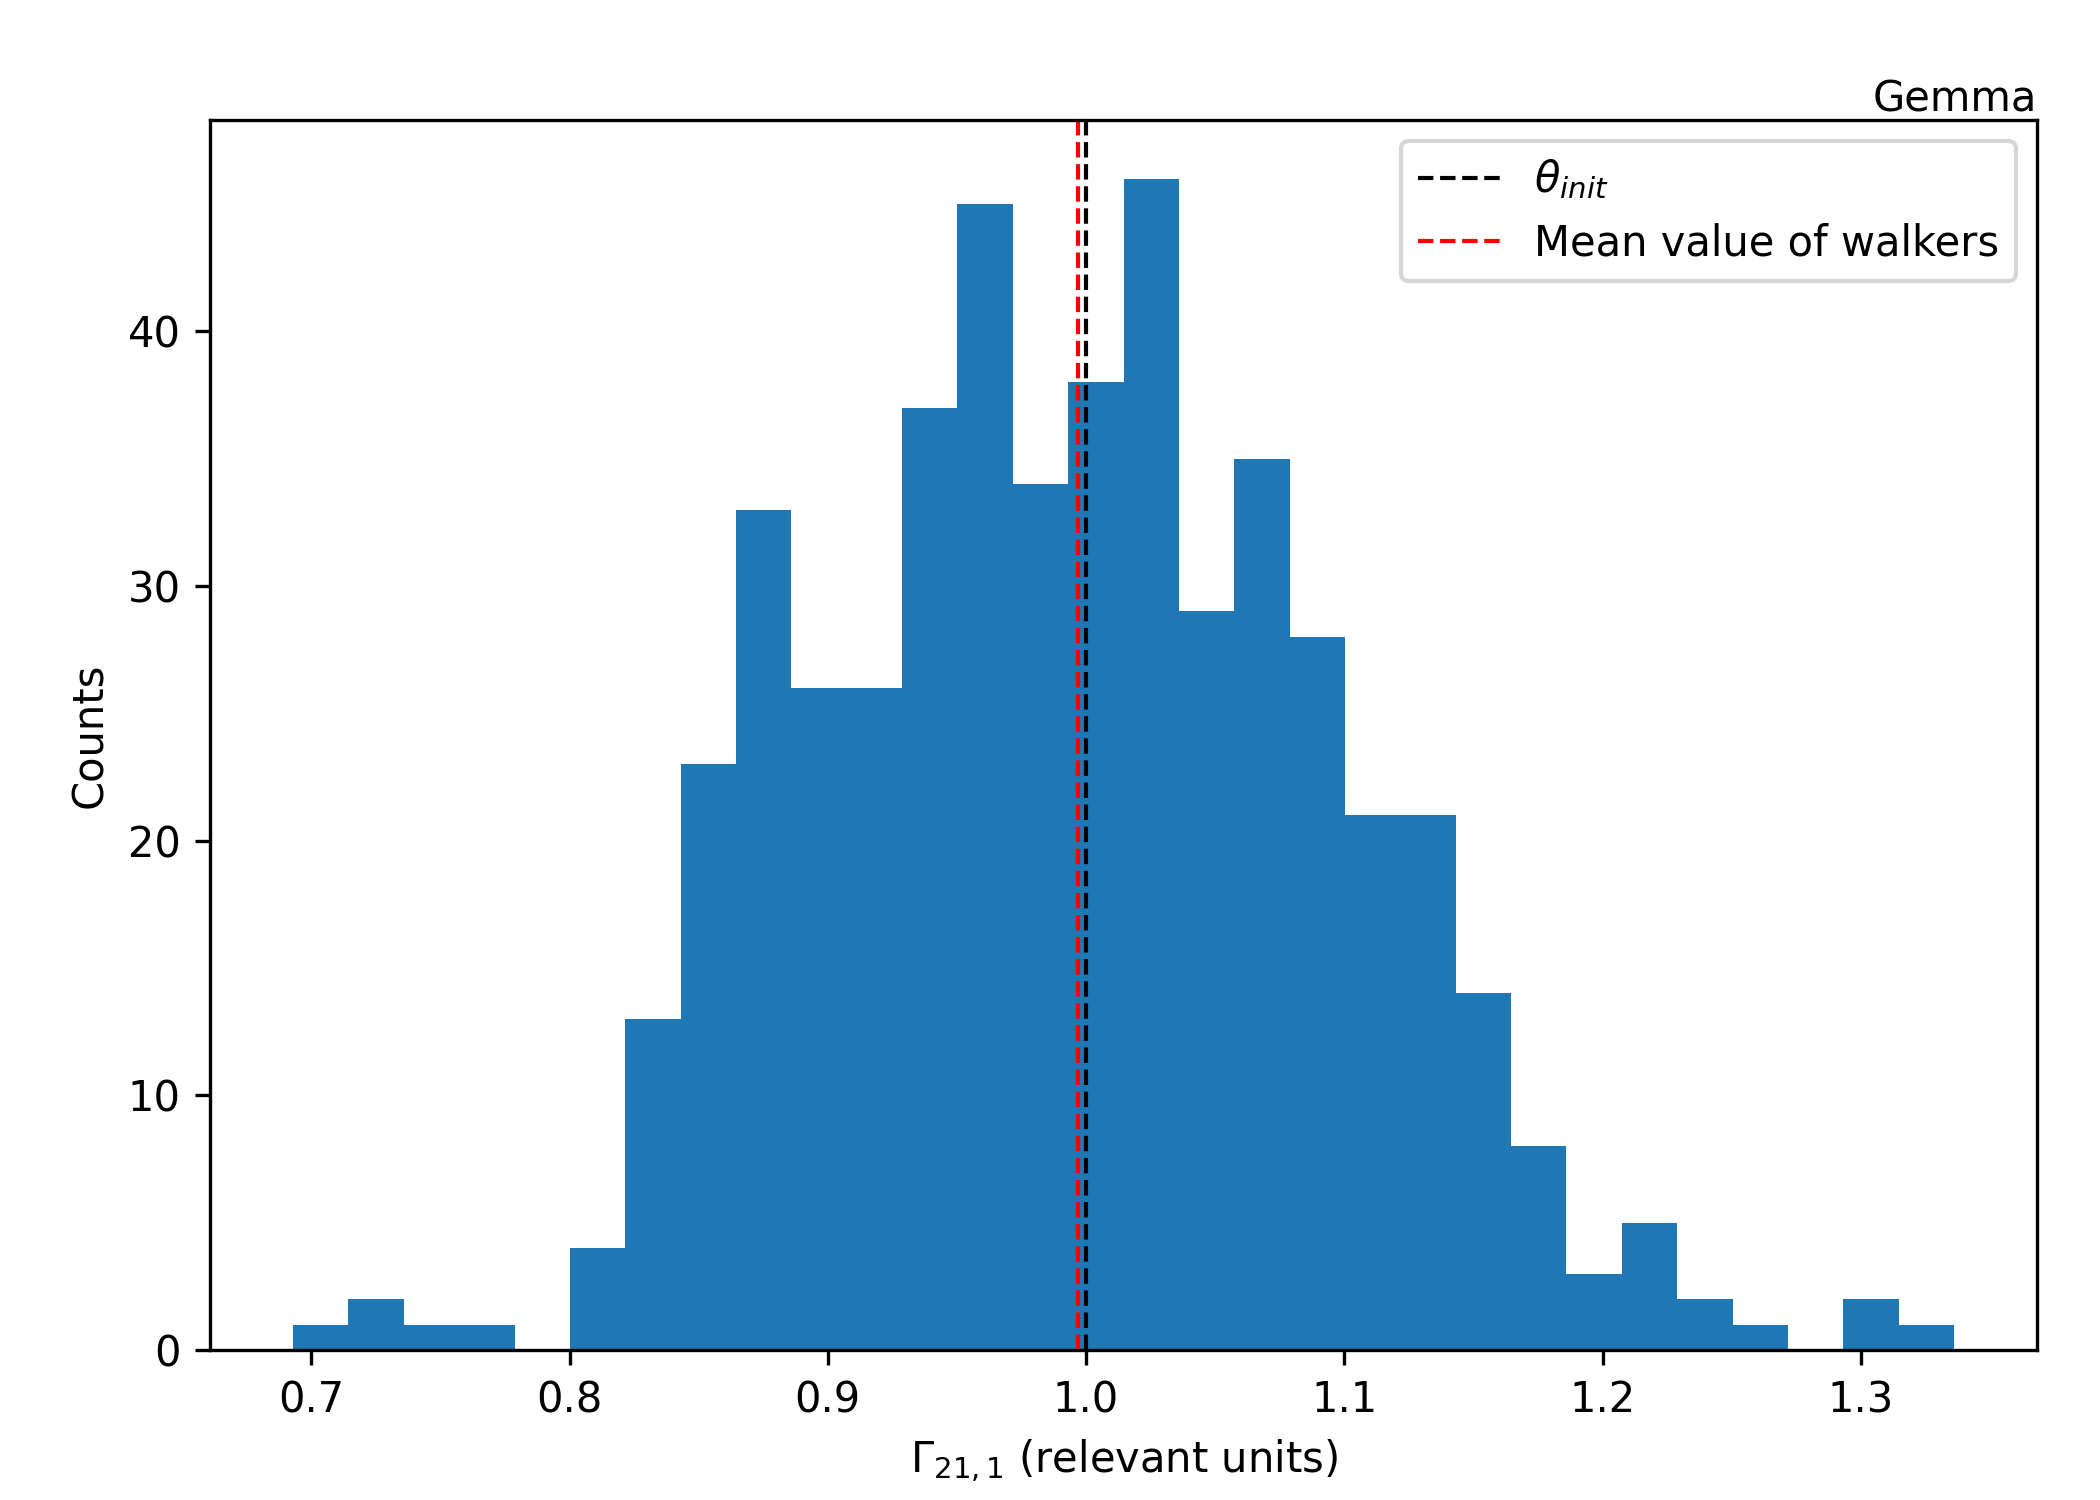 Gemma
θinit
Mean value of walkers
Counts
40
30
20
10
0
0.7 0.8 0.9 1.0 1.1 1.2 1.3
Γ21, 1 (relevant units)